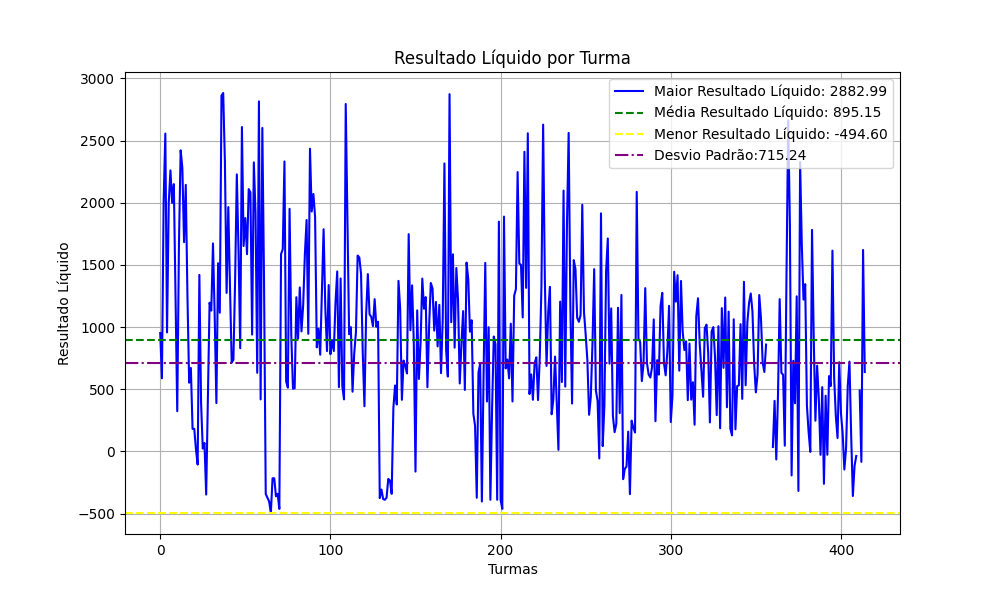 Resultado Líquido por Turma
Maior Resultado Líquido: 2882.99
Média Resultado Líquido: 895.15
Menor Resultado Líquido: -494.60
Desvio Padrão:715.24
Resultado Líquido
3000
2500
2000
1500
1000
500
0
−500
0 100 200 300 400
Turmas